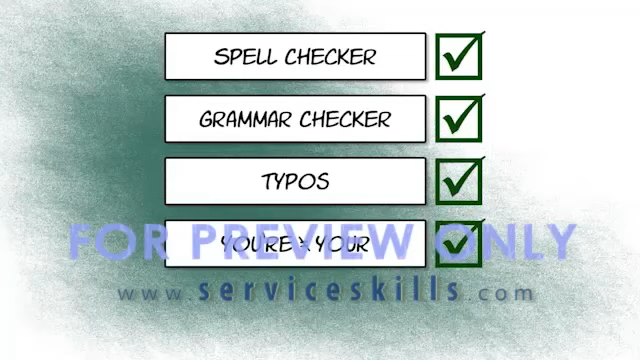 SPELL CHECKER
GRAMMAR CHECKER
TYPOS
YOU'RE YOUR
FOR PREVIEW ONLY
www.serviceskills.com